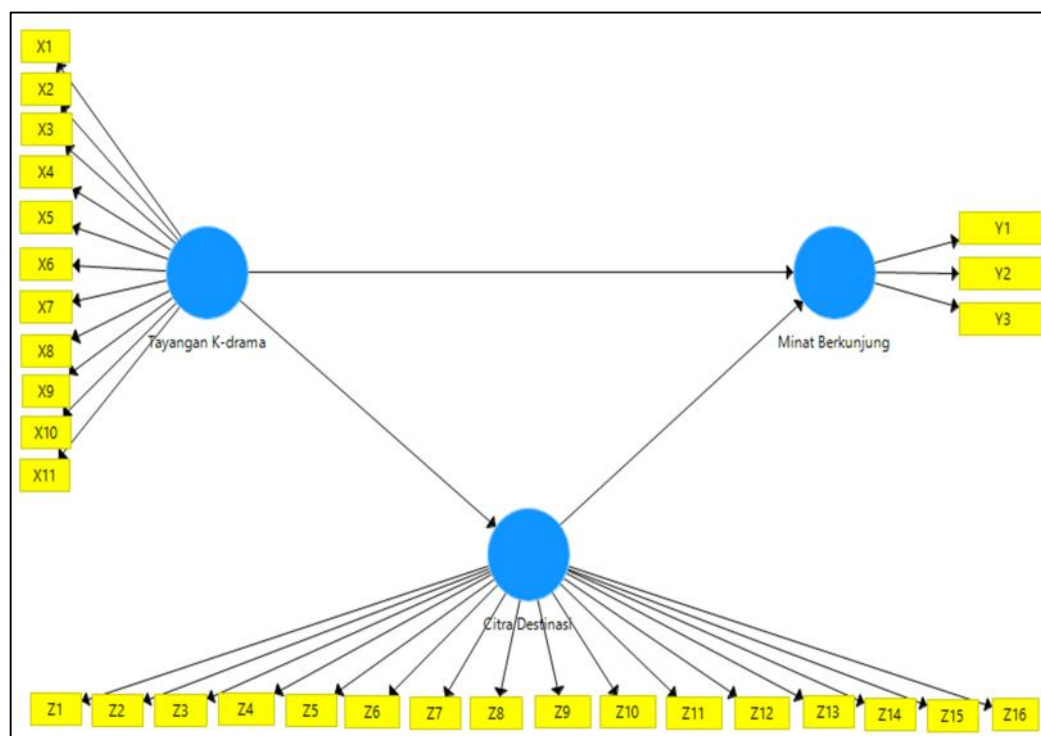 X1
X2
X3
X4
X5
X6
X7
X8
X9
X10
X11
Tayangan K-drama
Y1
Y2
Y3
Minat Berkunjung
Citra Destinasi
Z1
Z2
Z3
Z4
Z5
Z6
Z7
Z8
Z9
Z10
Z11
Z12
Z13
Z14
Z15
Z16